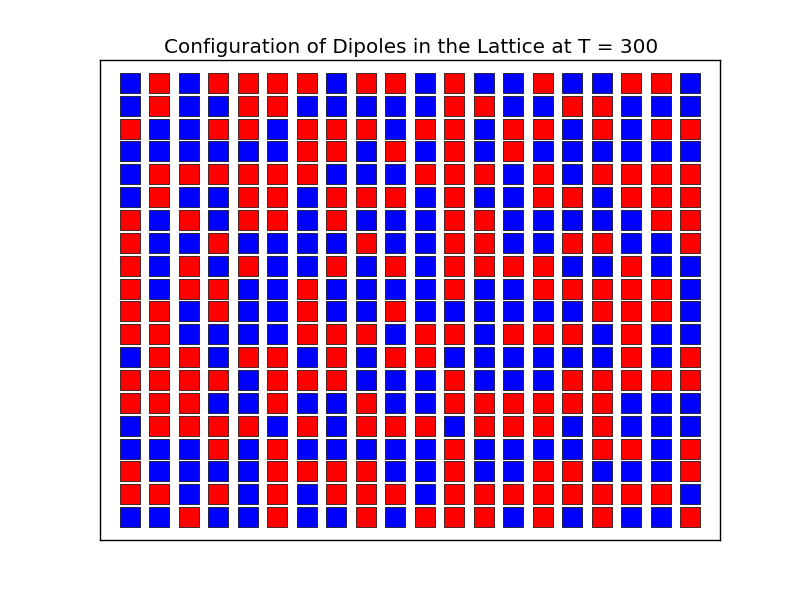 Configuration of Dipoles in the Lattice at T = 300